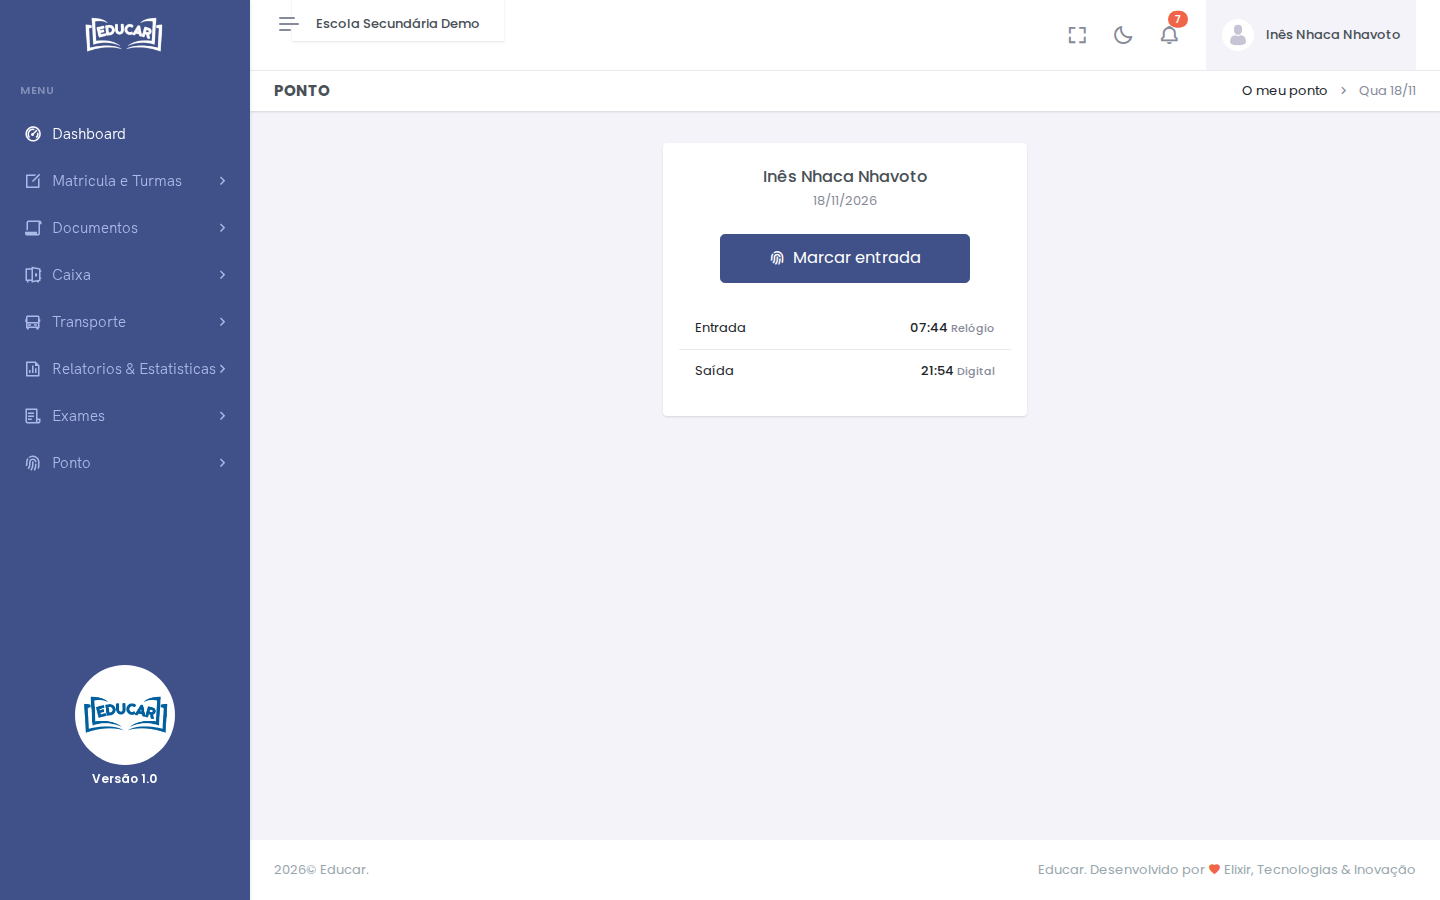 EDUCAR
Escola Secundária Demo
7
Inês Nhaca Nhavoto
PONTO
O meu ponto
Qua 18/11
MENU
Dashboard
Matricula e Turmas
Documentos
Caixa
Transporte
Relatorios & Estatisticas
Exames
Ponto
EDUCAR
Versão 1.0
Inês Nhaca Nhavoto
18/11/2026
Marcar entrada
Entrada 07:44 Relógio
Saída 21:54 Digital
2026© Educar.
Educar. Desenvolvido por Elixir, Tecnologias & Inovação